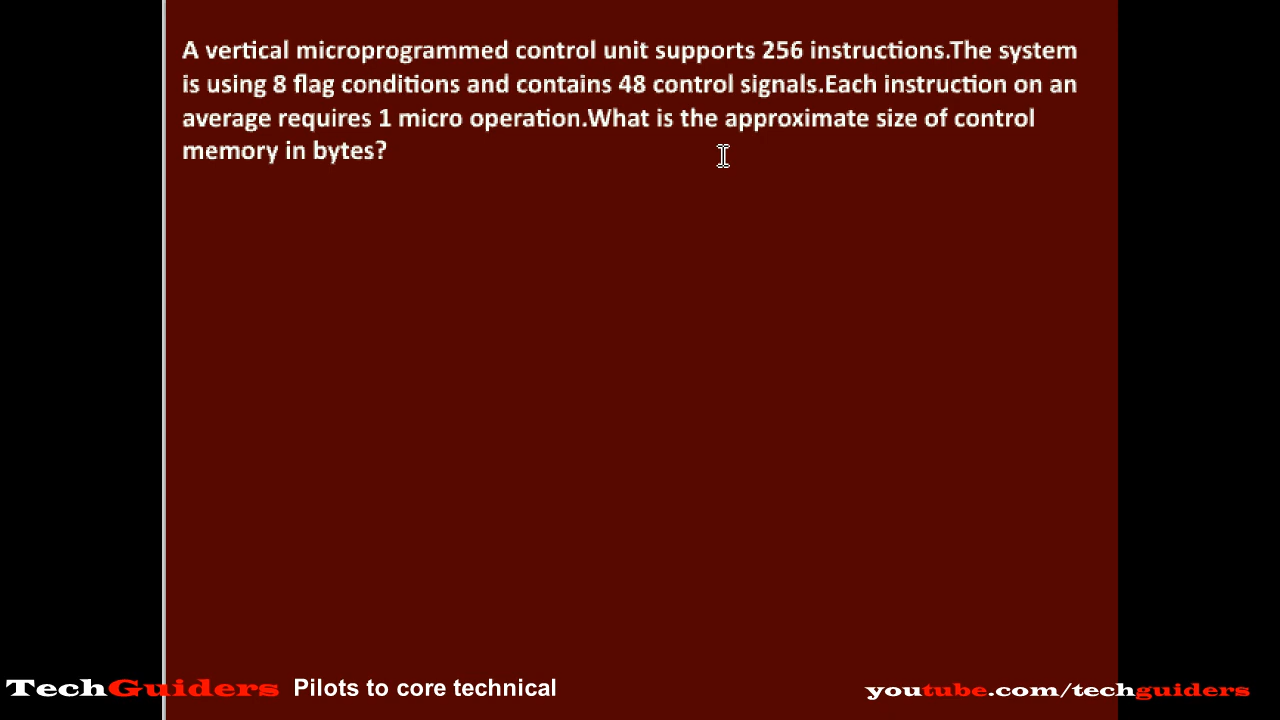 A vertical microprogrammed control unit supports 256 instructions.The system
is using 8 flag conditions and contains 48 control signals.Each instruction on an
average requires 1 micro operation.What is the approximate size of control
memory in bytes?
TechGuiders Pilots to core technical youtube.com/techguiders